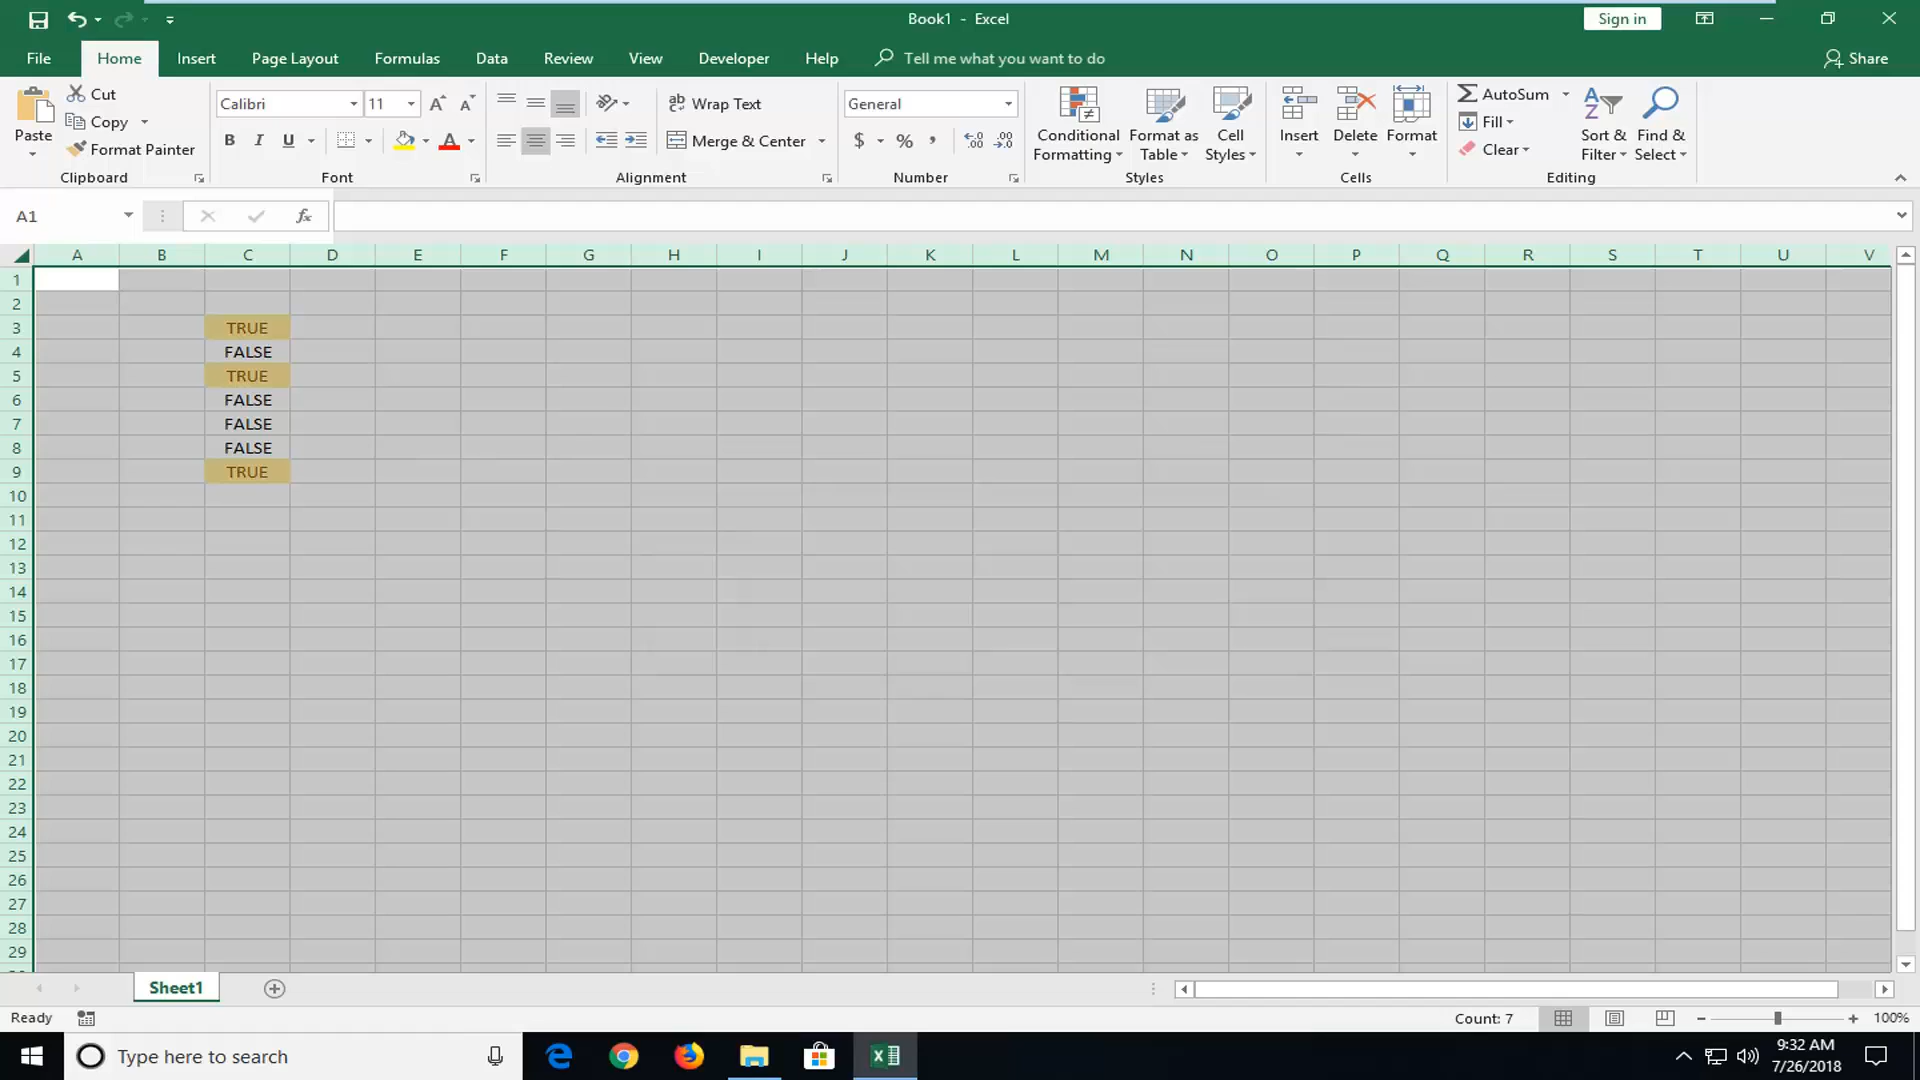 Book1 - Excel
Sign in
File Home Insert Page Layout Formulas Data Review View Developer Help Tell me what you want to do Share
Paste
Cut
Copy
Format Painter
Clipboard
Calibri 11
B I U
Font
Wrap Text
Merge & Center
Alignment
General
$ % ,
Number
Conditional Formatting
Format as Table
Cell Styles
Styles
Insert
Delete
Format
Cells
AutoSum
Fill
Clear
Sort & Filter
Find & Select
Editing
A1 fx
A B C D E F G H I J K L M N O P Q R S T U V
1
2
3 TRUE
4 FALSE
5 TRUE
6 FALSE
7 FALSE
8 FALSE
9 TRUE
10
11
12
13
14
15
16
17
18
19
20
21
22
23
24
25
26
27
28
29
Sheet1
Ready Count: 7 100%
Type here to search
9:32 AM
7/26/2018